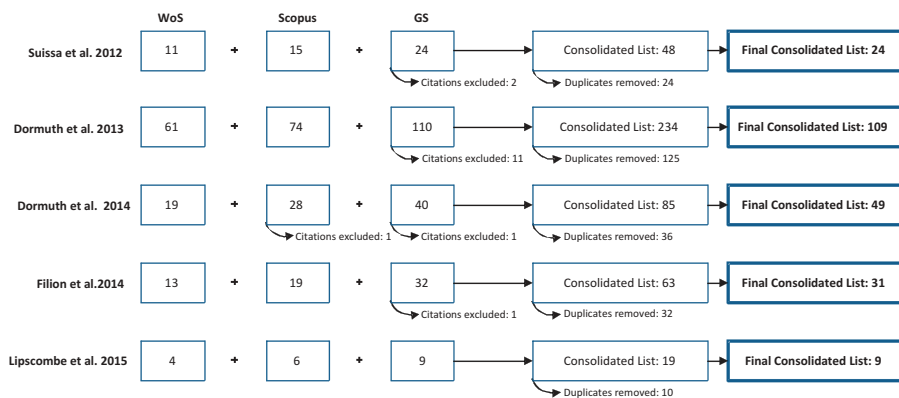 WoS Scopus GS
Suissa et al. 2012 11 + 15 + 24 Consolidated List: 48 Final Consolidated List: 24
Citations excluded: 2 Duplicates removed: 24
Dormuth et al. 2013 61 + 74 + 110 Consolidated List: 234 Final Consolidated List: 109
Citations excluded: 11 Duplicates removed: 125
Dormuth et al. 2014 19 + 28 + 40 Consolidated List: 85 Final Consolidated List: 49
Citations excluded: 1 Citations excluded: 1 Duplicates removed: 36
Filion et al.2014 13 + 19 + 32 Consolidated List: 63 Final Consolidated List: 31
Citations excluded: 1 Duplicates removed: 32
Lipscombe et al. 2015 4 + 6 + 9 Consolidated List: 19 Final Consolidated List: 9
Duplicates removed: 10